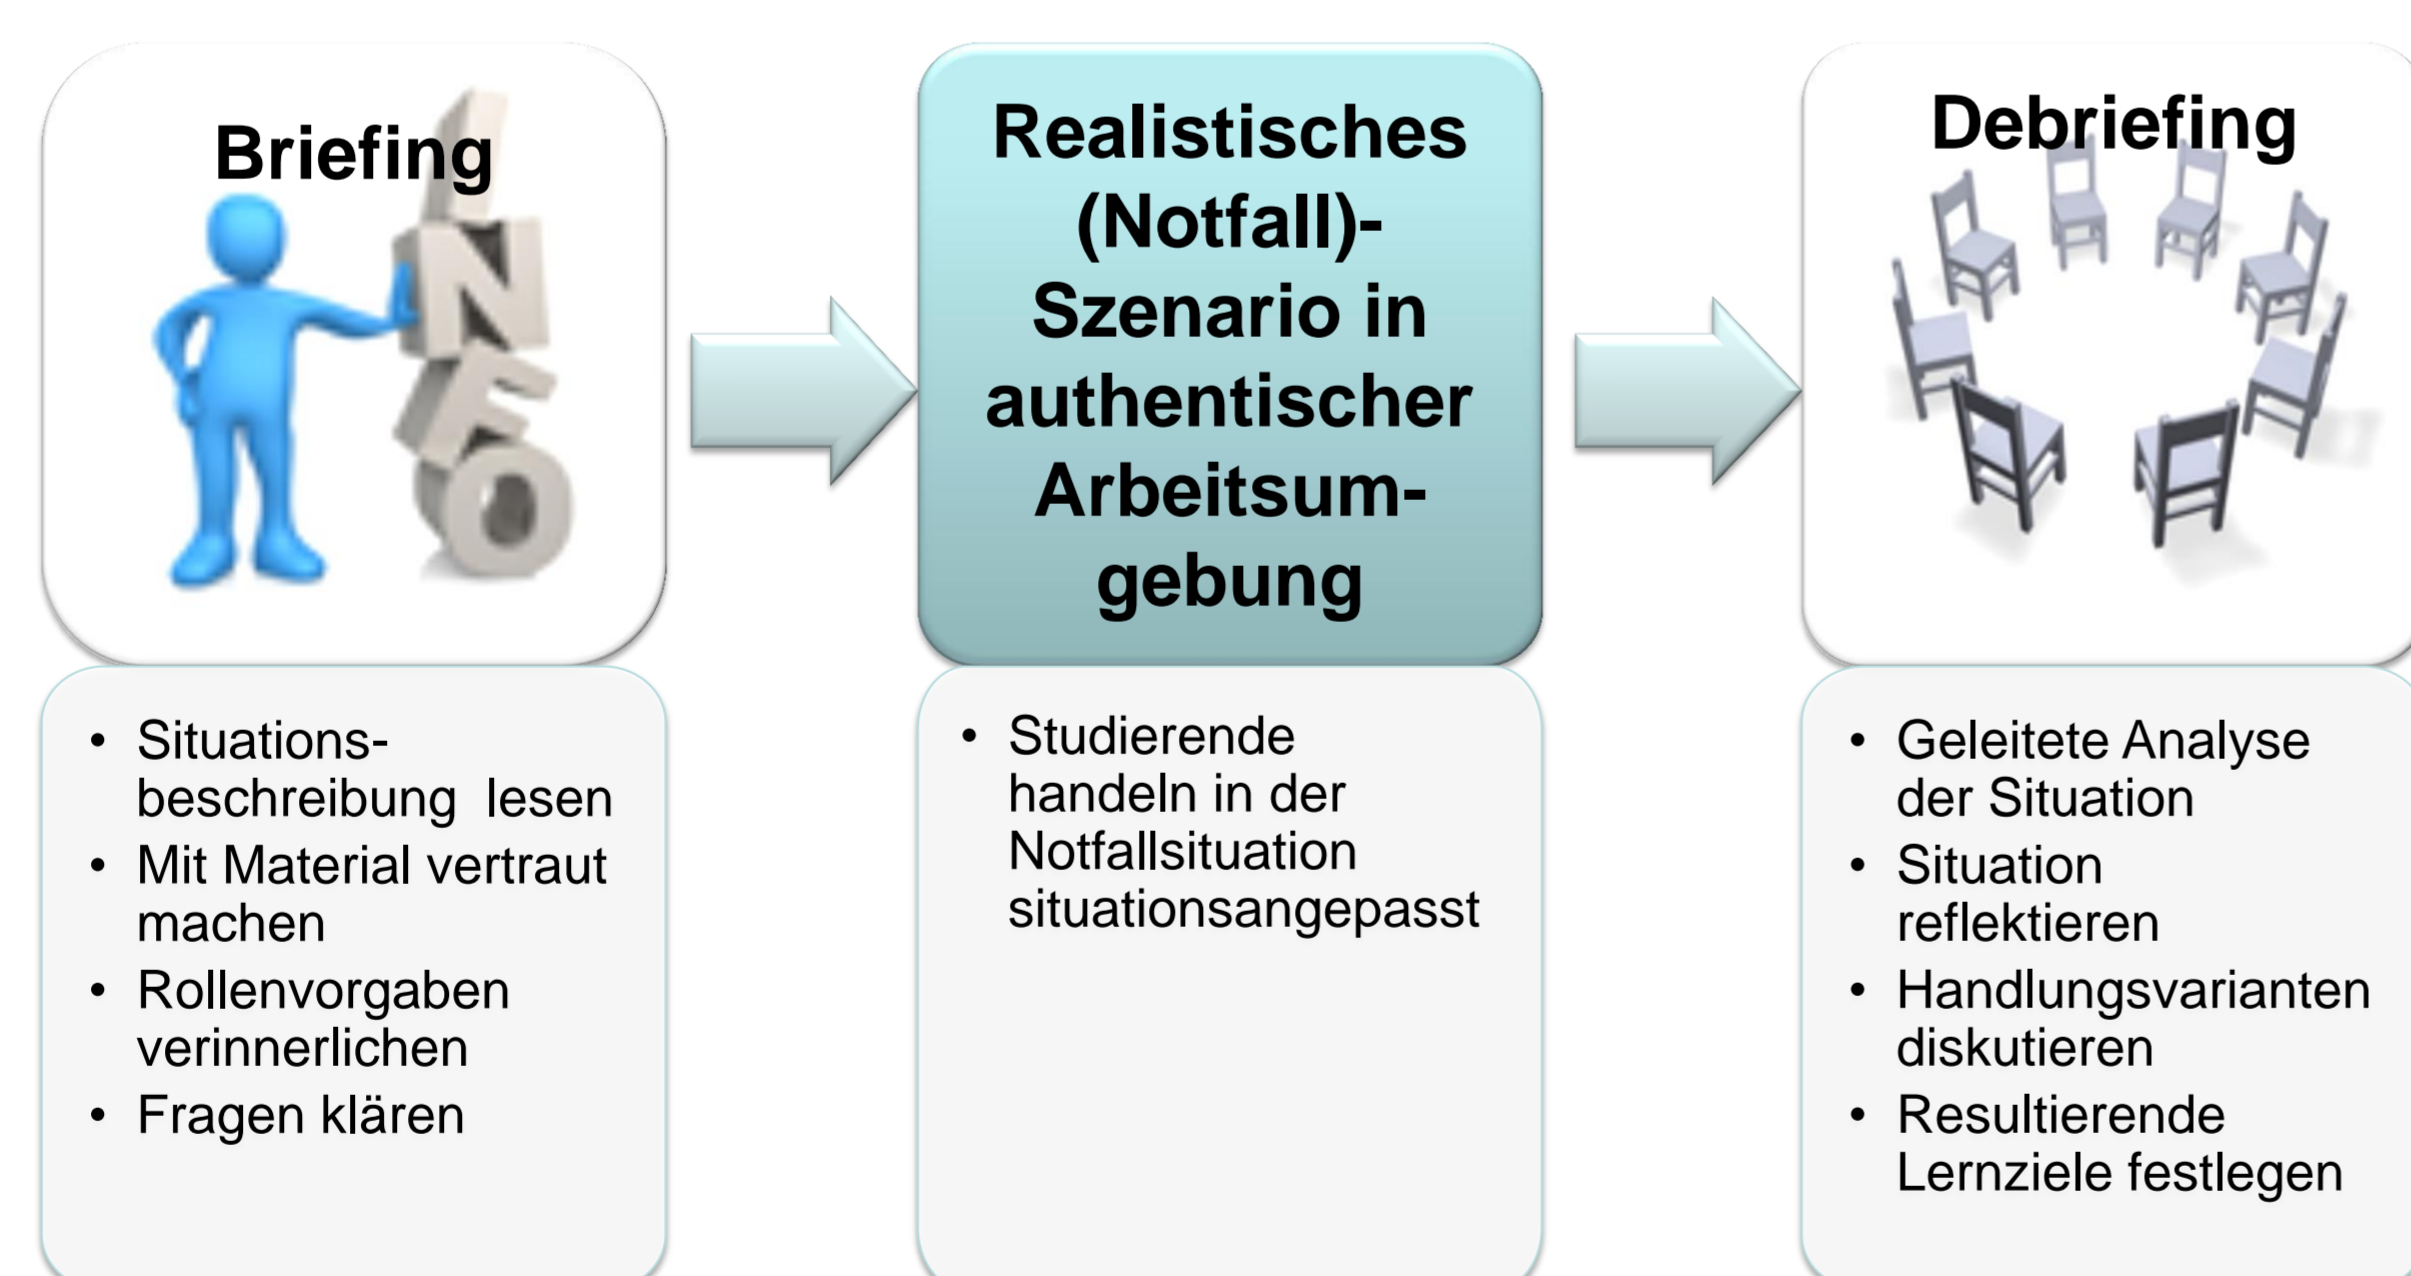 Briefing
INFO
Situations-
beschreibung lesen
• Mit Material vertraut
machen
• Rollenvorgaben
verinnerlichen
• Fragen klären
Realistisches
(Notfall)-
Szenario in
authentischer
Arbeitsum-
gebung
• Studierende
handeln in der
Notfallsituation
situationsangepasst
Debriefing
• Geleitete Analyse
der Situation
• Situation
reflektieren
• Handlungsvarianten
diskutieren
• Resultierende
Lernziele festlegen